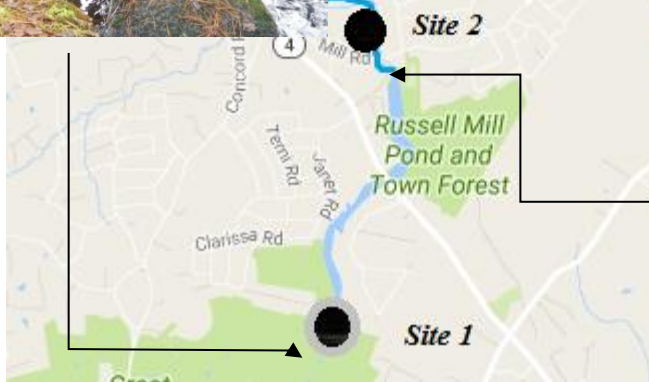 Site 2
4
Mill Rd
Concord
Russell Mill
Pond and
Town Forest
Temi Rd
Janet Rd
Clarissa Rd
Site 1
Great